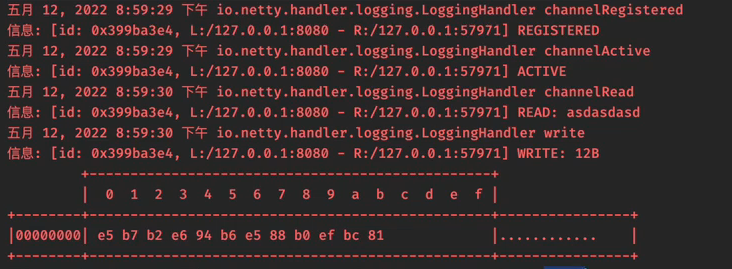 五月 12, 2022 8:59:29 下午 io.netty.handler.logging.LoggingHandler channelRegistered
信息: [id: 0x399ba3e4, L:/127.0.0.1:8080 - R:/127.0.0.1:57971] REGISTERED
五月 12, 2022 8:59:29 下午 io.netty.handler.logging.LoggingHandler channelActive
信息: [id: 0x399ba3e4, L:/127.0.0.1:8080 - R:/127.0.0.1:57971] ACTIVE
五月 12, 2022 8:59:30 下午 io.netty.handler.logging.LoggingHandler channelRead
信息: [id: 0x399ba3e4, L:/127.0.0.1:8080 - R:/127.0.0.1:57971] READ: asdasdasd
五月 12, 2022 8:59:30 下午 io.netty.handler.logging.LoggingHandler write
信息: [id: 0x399ba3e4, L:/127.0.0.1:8080 - R:/127.0.0.1:57971] WRITE: 12B
         +-------------------------------------------------+
         |  0  1  2  3  4  5  6  7  8  9  a  b  c  d  e  f |
+--------+-------------------------------------------------+----------------+
|00000000| e5 b7 b2 e6 94 b6 e5 88 b0 ef bc 81             |............    |
+--------+-------------------------------------------------+----------------+